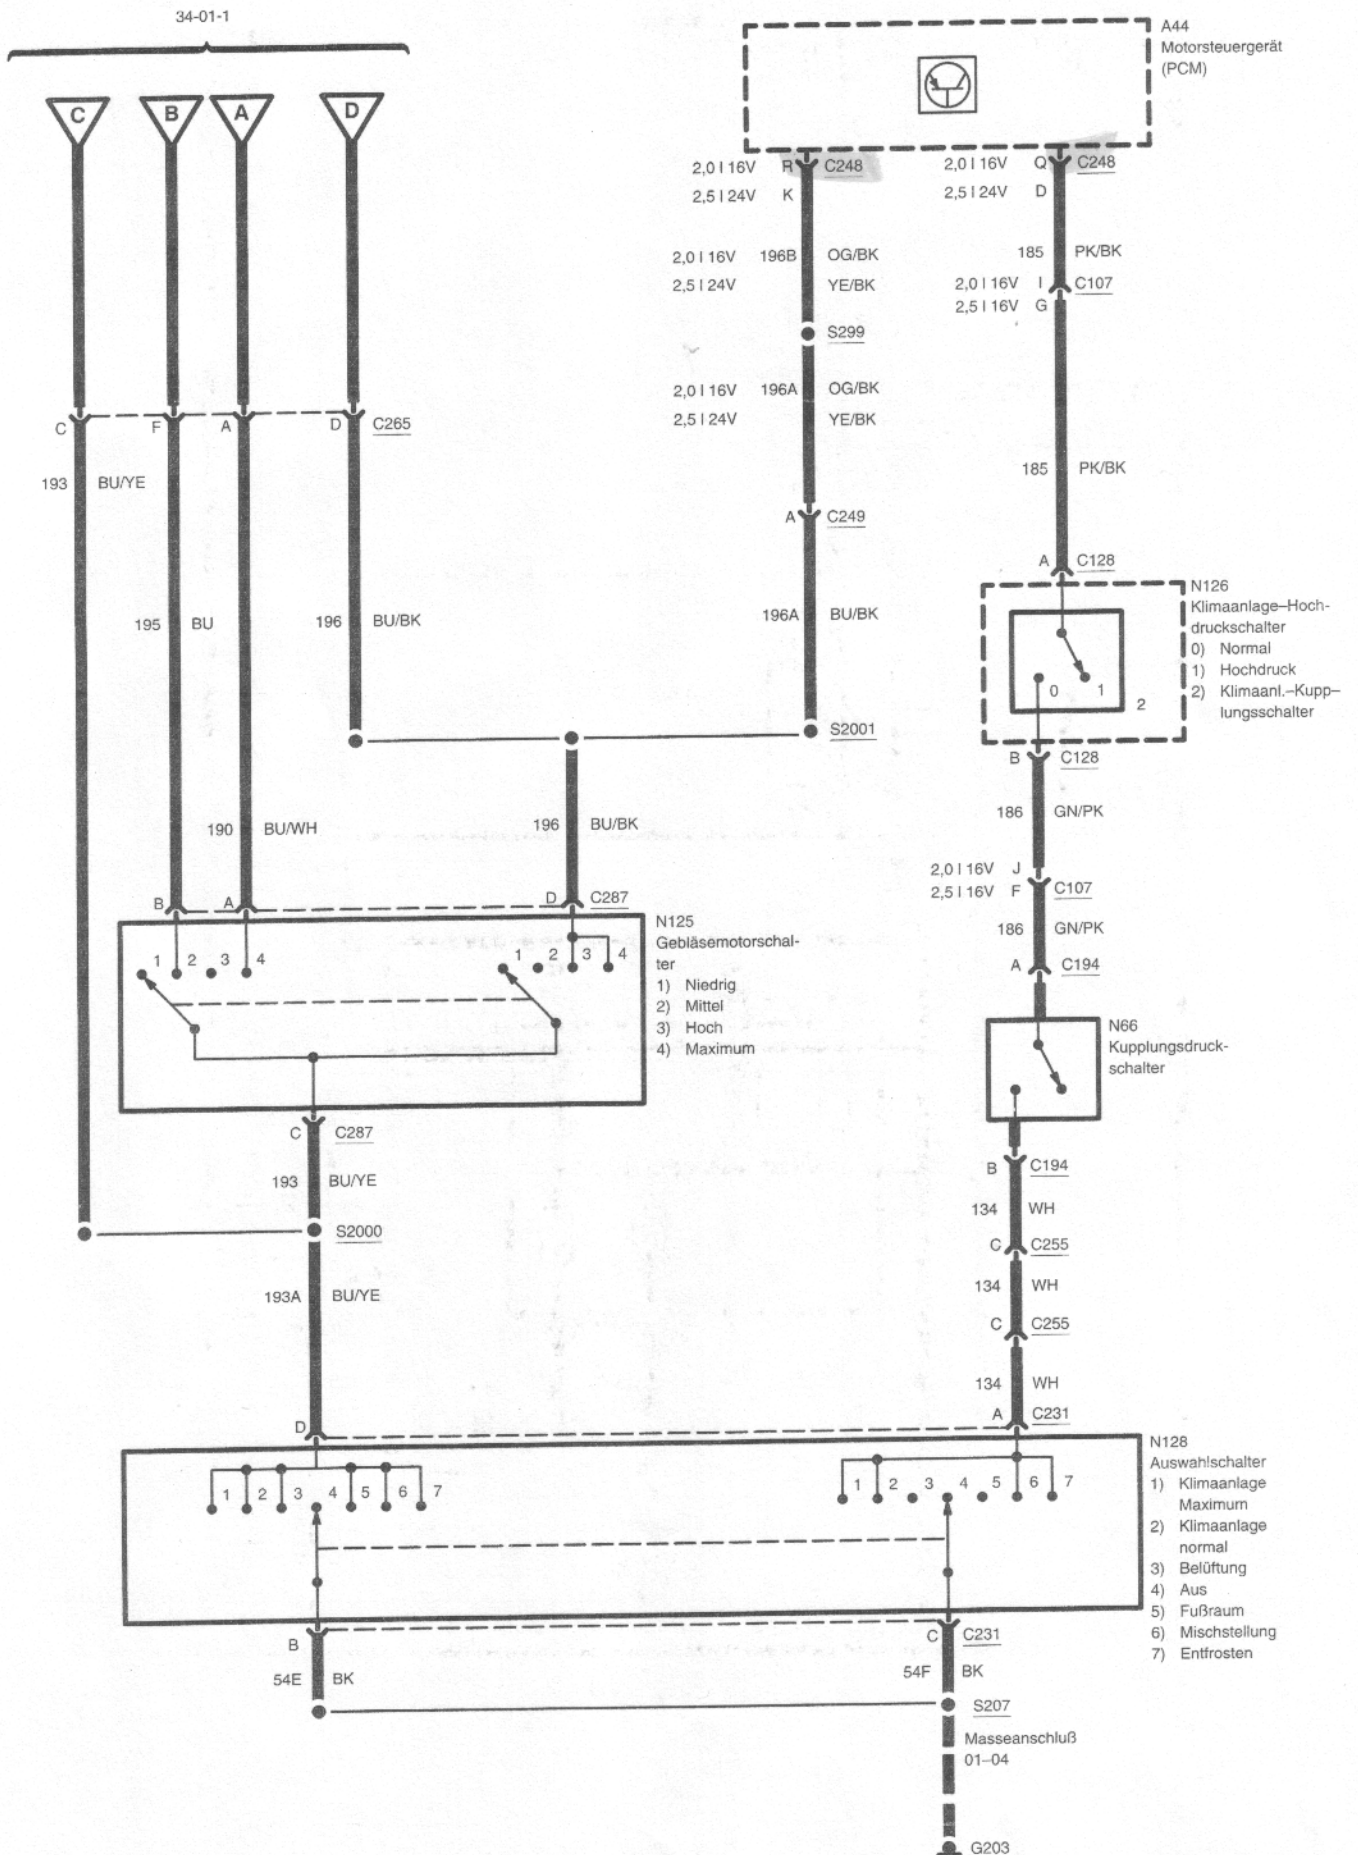 34-01-1
A44
Motorsteuergerät
(PCM)
C B A D
2,0 l 16V R C248
2,5 l 24V K
2,0 l 16V Q C248
2,5 l 24V D
2,0 l 16V 196B OG/BK
2,5 l 24V YE/BK
185 PK/BK
2,0 l 16V I C107
2,5 l 16V G
S299
2,0 l 16V 196A OG/BK
2,5 l 24V YE/BK
C F A D C265
193 BU/YE
185 PK/BK
A C249
A C128
N126
Klimaanlage–Hoch-
druckschalter
0) Normal
1) Hochdruck
2) Klimaanl.–Kupp–
lungsschalter
0 1 2
195 BU
196 BU/BK
196A BU/BK
S2001
B C128
186 GN/PK
190 BU/WH
196 BU/BK
2,0 l 16V J
2,5 l 16V F C107
186 GN/PK
A C194
B A D C287
N125
Gebläsemotorschal-
ter
1) Niedrig
2) Mittel
3) Hoch
4) Maximum
1 2 3 4
1 2 3 4
N66
Kupplungsdruck-
schalter
C C287
B C194
193 BU/YE
134 WH
S2000
C C255
193A BU/YE
134 WH
C C255
134 WH
D
A C231
N128
Auswahlschalter
1) Klimaanlage
Maximum
2) Klimaanlage
normal
3) Belüftung
4) Aus
5) Fußraum
6) Mischstellung
7) Entfrosten
1 2 3 4 5 6 7
1 2 3 4 5 6 7
B
C C231
54E BK
54F BK
S207
Masseanschluß
01–04
G203